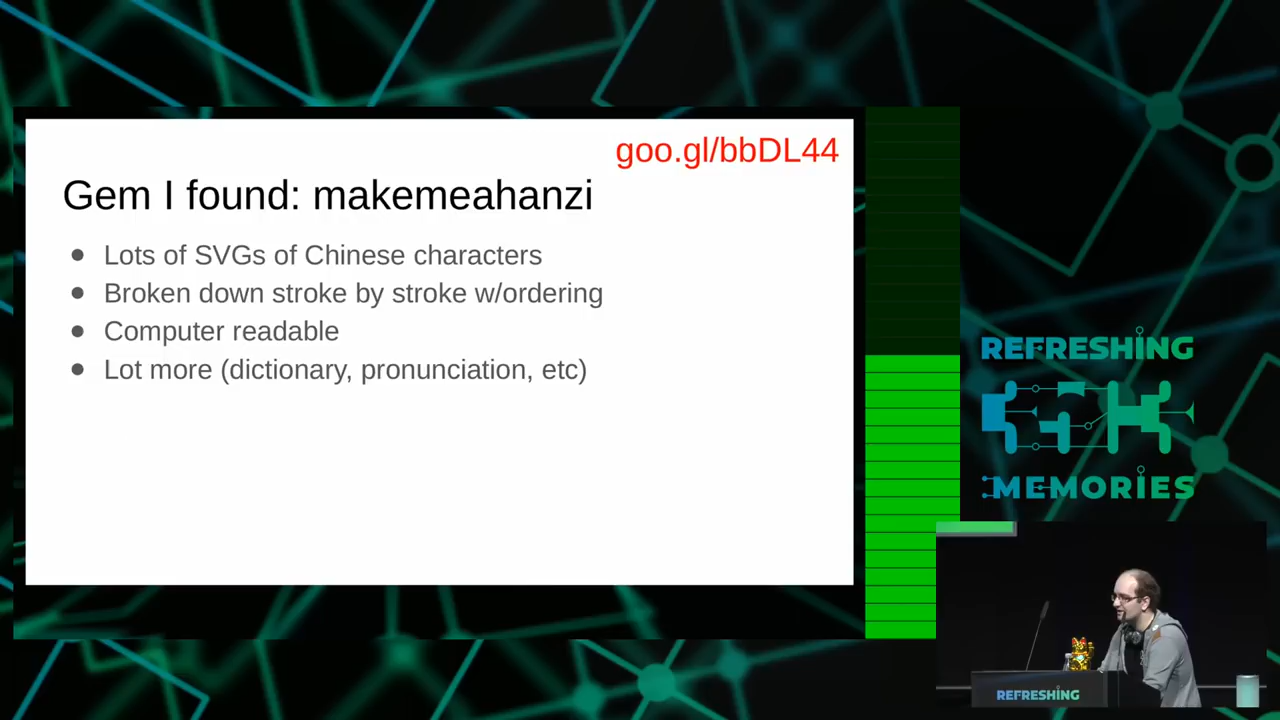 goo.gl/bbDL44
Gem I found: makemeahanzi
Lots of SVGs of Chinese characters
Broken down stroke by stroke w/ordering
Computer readable
Lot more (dictionary, pronunciation, etc)
REFRESHING
35C3
MEMORIES
REFRESHING